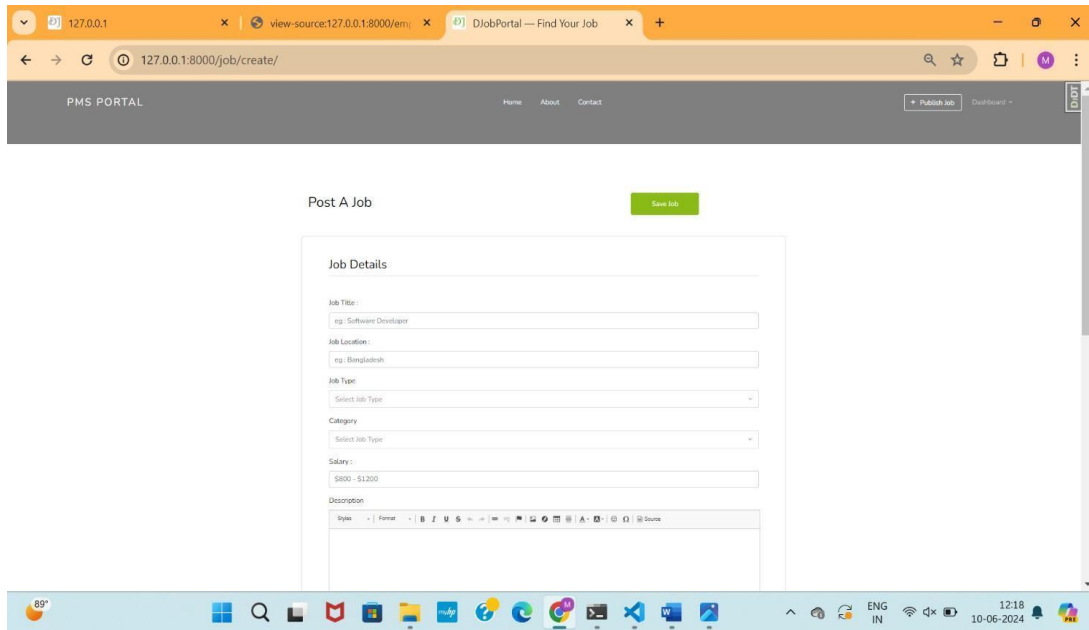 127.0.0.1
view-source:127.0.0.1:8000/em
DJobPortal — Find Your Job
127.0.0.1:8000/job/create/
M
PMS PORTAL
Home About Contact
+ Publish Job
Dashboard
DjDT
Post A Job
Save Job
Job Details
Job Title :
eg : Software Developer
Job Location :
eg : Bangladesh
Job Type
Select Job Type
Category
Select Job Type
Salary :
$800 - $1200
Description
Styles Format B I U S A A Ω Source
89°
ENG
IN
12:18
10-06-2024
PRE